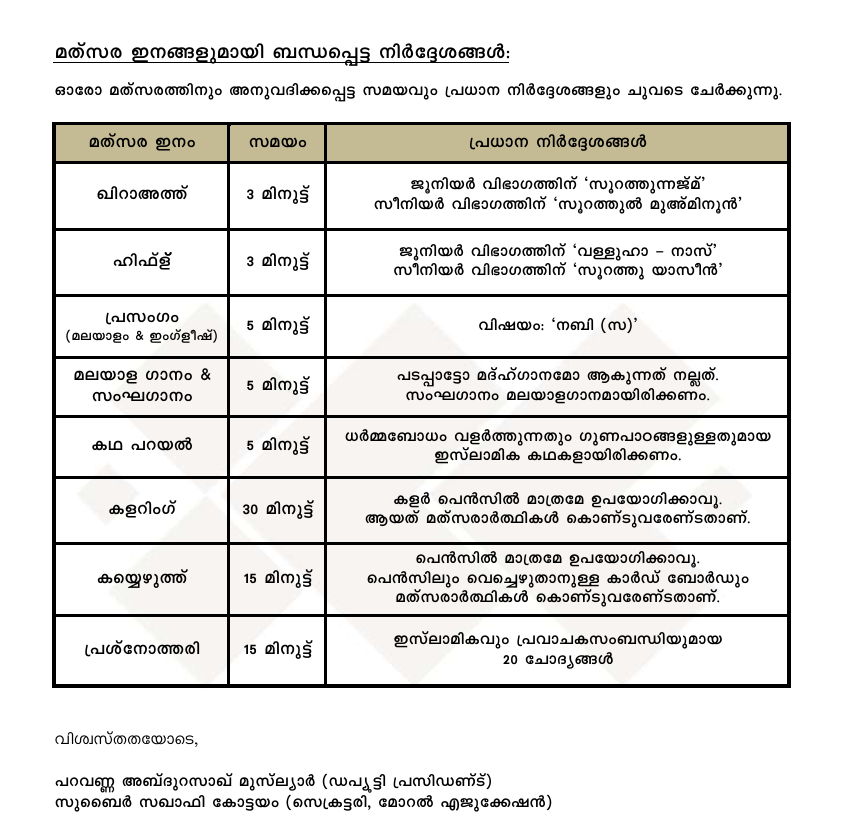 മത്സര ഇനങ്ങളുമായി ബന്ധപ്പെട്ട നിർദ്ദേശങ്ങൾ:
ഓരോ മത്സരത്തിനും അനുവദിക്കപ്പെട്ട സമയവും പ്രധാന നിർദ്ദേശങ്ങളും ചുവടെ ചേർക്കുന്നു.
മത്സര ഇനം സമയം പ്രധാന നിർദ്ദേശങ്ങൾ
ഖിറാഅത്ത് 3 മിനുട്ട്
ജൂനിയർ വിഭാഗത്തിന് ‘സൂറത്തുന്നജ്മ്’
സീനിയർ വിഭാഗത്തിന് ‘സൂറത്തുൽ മുഅ്മിനൂൻ’
ഹിഫ്ള് 3 മിനുട്ട്
ജൂനിയർ വിഭാഗത്തിന് ‘വള്ളുഹാ – നാസ്’
സീനിയർ വിഭാഗത്തിന് ‘സൂറത്തു യാസീൻ’
പ്രസംഗം
(മലയാളം & ഇംഗ്ളീഷ്)
5 മിനുട്ട്
വിഷയം: ‘നബി (സ)’
മലയാള ഗാനം &
സംഘഗാനം
5 മിനുട്ട്
പടപ്പാട്ടോ മദ്ഹ്ഗാനമോ ആകുന്നത് നല്ലത്.
സംഘഗാനം മലയാളഗാനമായിരിക്കണം.
കഥ പറയൽ 5 മിനുട്ട്
ധർമ്മബോധം വളർത്തുന്നതും ഗുണപാഠങ്ങളുള്ളതുമായ
ഇസ്‌ലാമിക കഥകളായിരിക്കണം.
കളറിംഗ് 30 മിനുട്ട്
കളർ പെൻസിൽ മാത്രമേ ഉപയോഗിക്കാവൂ.
ആയത് മത്സരാർത്ഥികൾ കൊണ്ടുവരേണ്ടതാണ്.
കയ്യെഴുത്ത് 15 മിനുട്ട്
പെൻസിൽ മാത്രമേ ഉപയോഗിക്കാവൂ.
പെൻസിലും വെച്ചെഴുതാനുള്ള കാർഡ് ബോർഡും
മത്സരാർത്ഥികൾ കൊണ്ടുവരേണ്ടതാണ്.
പ്രശ്നോത്തരി 15 മിനുട്ട്
ഇസ്‌ലാമികവും പ്രവാചകസംബന്ധിയുമായ
20 ചോദ്യങ്ങൾ
വിശ്വസ്തതയോടെ,
പറവണ്ണ അബ്ദുറസാഖ് മുസ്‌ല്യാർ (ഡപ്യൂട്ടി പ്രസിഡണ്ട്)
സുബൈർ സഖാഫി കോട്ടയം (സെക്രട്ടരി, മോറൽ എജുക്കേഷൻ)